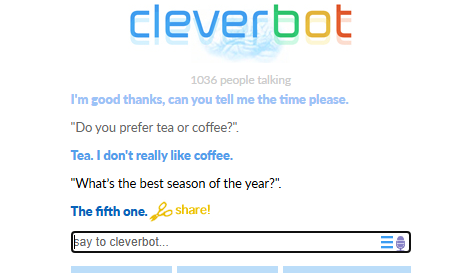 cleverbot
1036 people talking
I'm good thanks, can you tell me the time please.
"Do you prefer tea or coffee?".
Tea. I don't really like coffee.
"What's the best season of the year?".
The fifth one. share!
say to cleverbot...